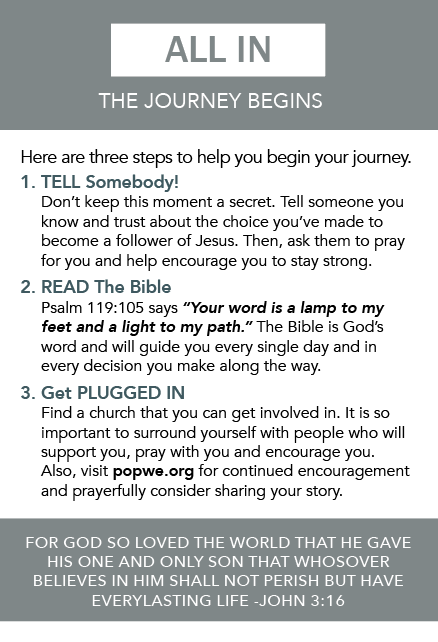 ALL IN
THE JOURNEY BEGINS
Here are three steps to help you begin your journey.
1. TELL Somebody!
Don’t keep this moment a secret. Tell someone you
know and trust about the choice you’ve made to
become a follower of Jesus. Then, ask them to pray
for you and help encourage you to stay strong.
2. READ The Bible
Psalm 119:105 says “Your word is a lamp to my
feet and a light to my path.” The Bible is God’s
word and will guide you every single day and in
every decision you make along the way.
3. Get PLUGGED IN
Find a church that you can get involved in. It is so
important to surround yourself with people who will
support you, pray with you and encourage you.
Also, visit popwe.org for continued encouragement
and prayerfully consider sharing your story.
FOR GOD SO LOVED THE WORLD THAT HE GAVE
HIS ONE AND ONLY SON THAT WHOSOVER
BELIEVES IN HIM SHALL NOT PERISH BUT HAVE
EVERYLASTING LIFE -JOHN 3:16